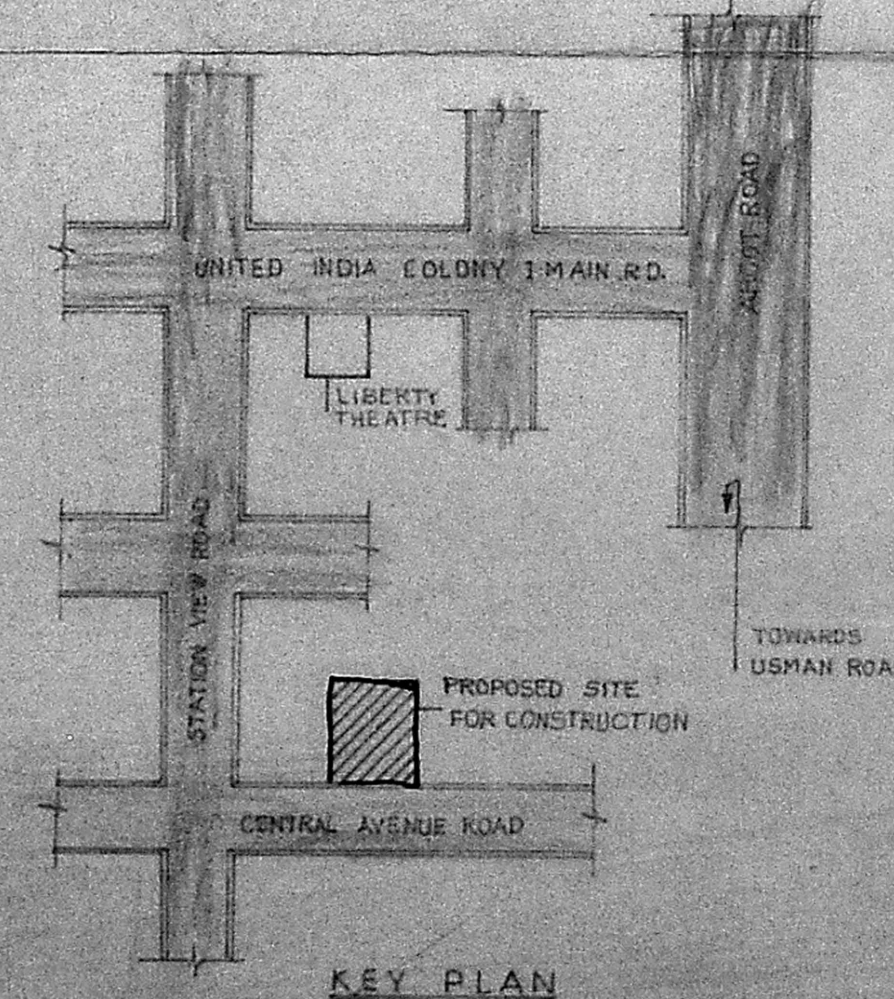 UNITED INDIA COLONY 1 MAIN.RD.
ARCOT ROAD
LIBERTY
THEATRE
STATION VIEW ROAD
TOWARDS
USMAN ROA
PROPOSED SITE
FOR CONSTRUCTION
CENTRAL AVENUE ROAD
KEY PLAN